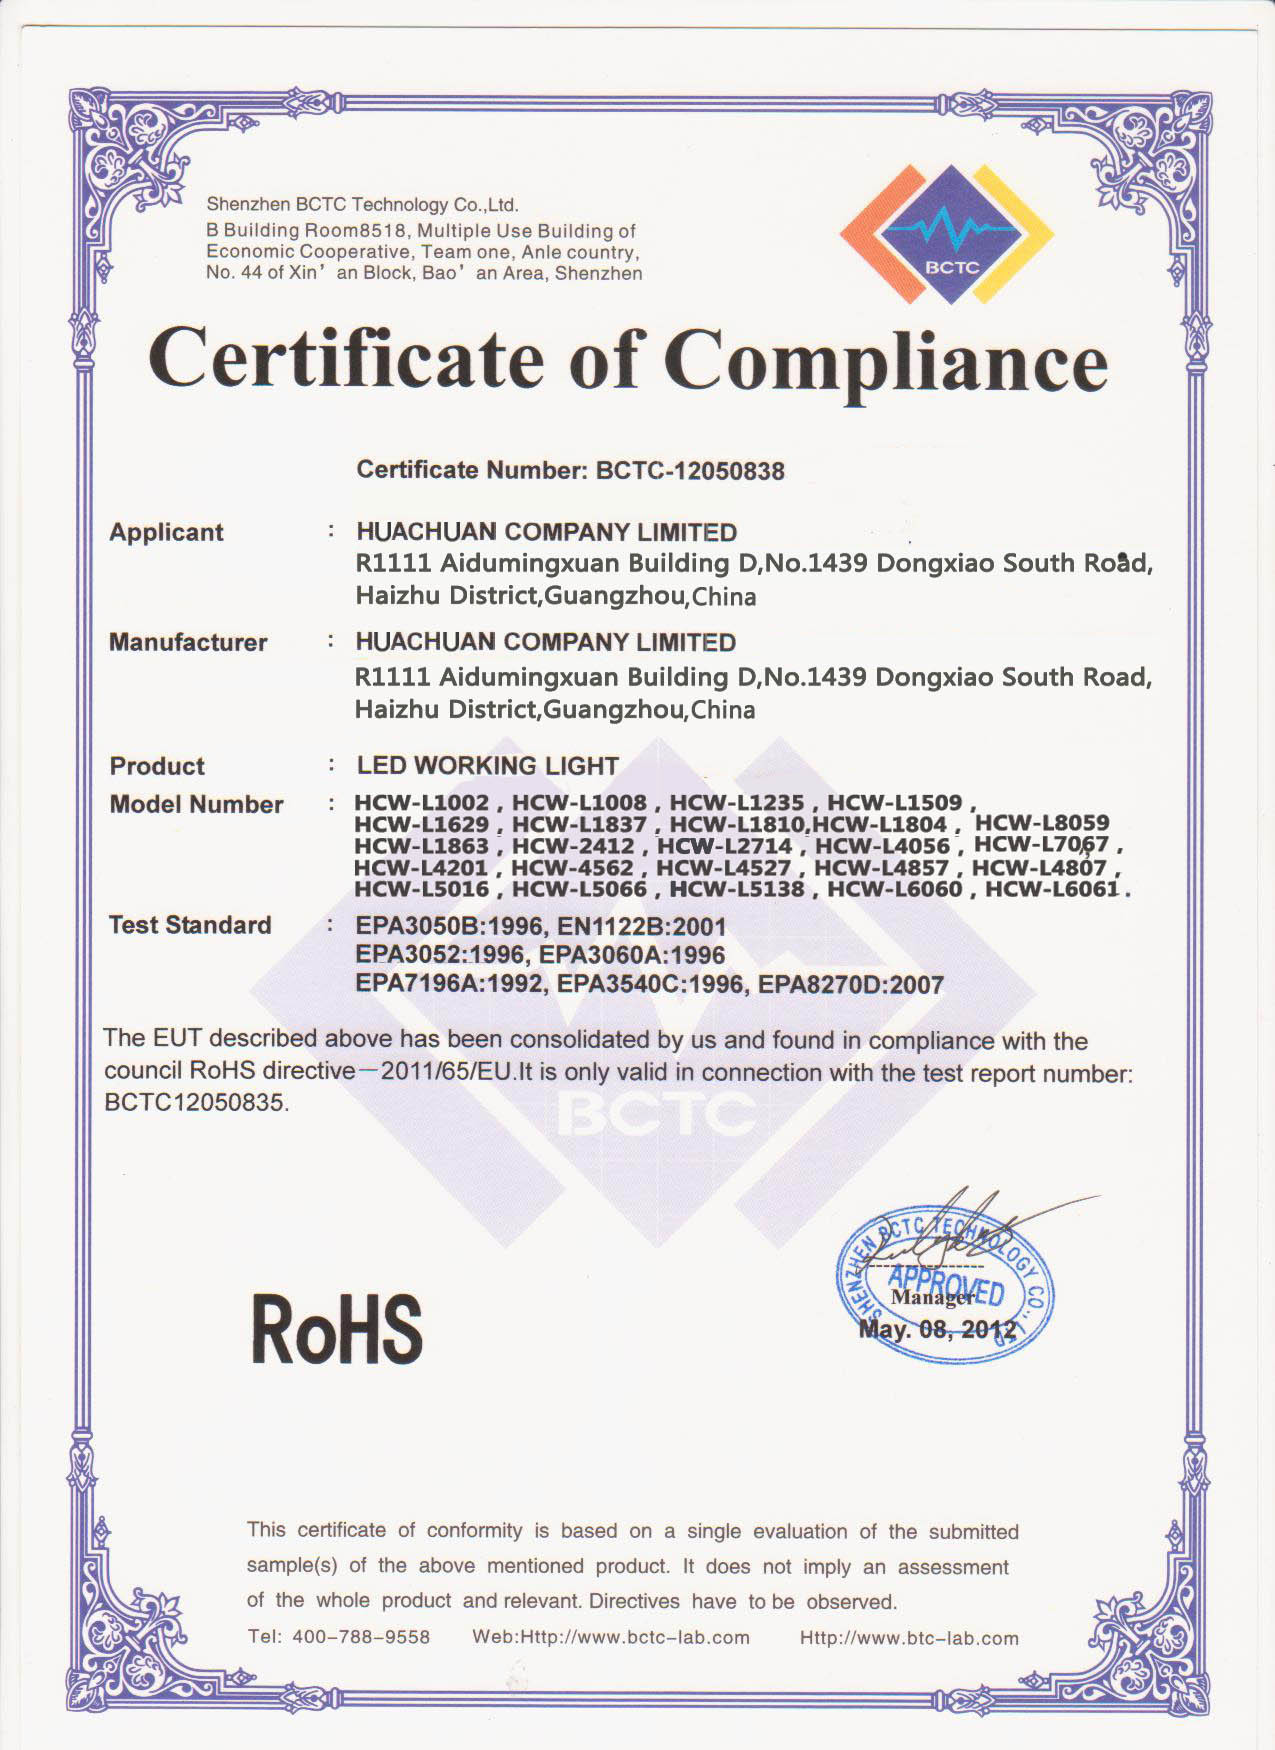 Shenzhen BCTC Technology Co.,Ltd.
B Building Room8518, Multiple Use Building of
Economic Cooperative, Team one, Anle country,
No. 44 of Xin’an Block, Bao’an Area, Shenzhen
BCTC
Certificate of Compliance
Certificate Number: BCTC-12050838
Applicant : HUACHUAN COMPANY LIMITED
R1111 Aidumingxuan Building D,No.1439 Dongxiao South Road,
Haizhu District,Guangzhou,China
Manufacturer : HUACHUAN COMPANY LIMITED
R1111 Aidumingxuan Building D,No.1439 Dongxiao South Road,
Haizhu District,Guangzhou,China
Product : LED WORKING LIGHT
Model Number : HCW-L1002 , HCW-L1008 , HCW-L1235 , HCW-L1509 ,
HCW-L1629 , HCW-L1837 , HCW-L1810,HCW-L1804 , HCW-L8059
HCW-L1863 , HCW-2412 , HCW-L2714 , HCW-L4056 , HCW-L7067 ,
HCW-L4201 , HCW-4562 , HCW-L4527 , HCW-L4857 , HCW-L4807 ,
HCW-L5016 , HCW-L5066 , HCW-L5138 , HCW-L6060 , HCW-L6061 .
Test Standard : EPA3050B:1996, EN1122B:2001
EPA3052:1996, EPA3060A:1996
EPA7196A:1992, EPA3540C:1996, EPA8270D:2007
The EUT described above has been consolidated by us and found in compliance with the
council RoHS directive—2011/65/EU.It is only valid in connection with the test report number:
BCTC12050835.
BCTC
SHENZHEN BCTC TECHNOLOGY CO., LTD
APPROVED
Manager
May. 08, 2012
RoHS
This certificate of conformity is based on a single evaluation of the submitted
sample(s) of the above mentioned product. It does not imply an assessment
of the whole product and relevant. Directives have to be observed.
Tel: 400-788-9558 Web:Http://www.bctc-lab.com Http://www.btc-lab.com